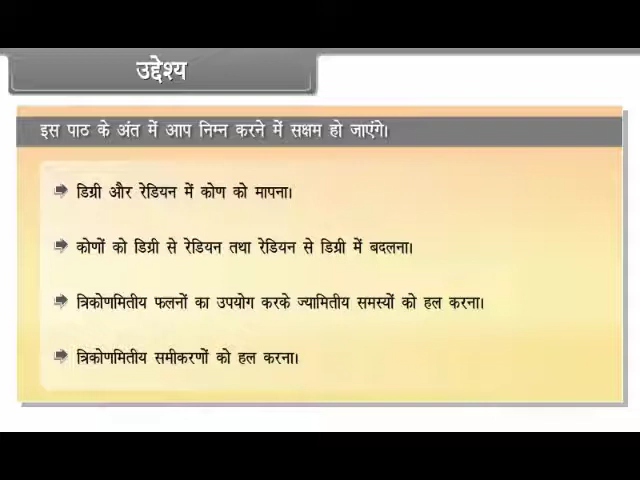 उद्देश्य
इस पाठ के अंत में आप निम्न करने में सक्षम हो जाएंगे।
डिग्री और रेडियन में कोण को मापना।
कोणों को डिग्री से रेडियन तथा रेडियन से डिग्री में बदलना।
त्रिकोणमितीय फलनों का उपयोग करके ज्यामितीय समस्यों को हल करना।
त्रिकोणमितीय समीकरणों को हल करना।